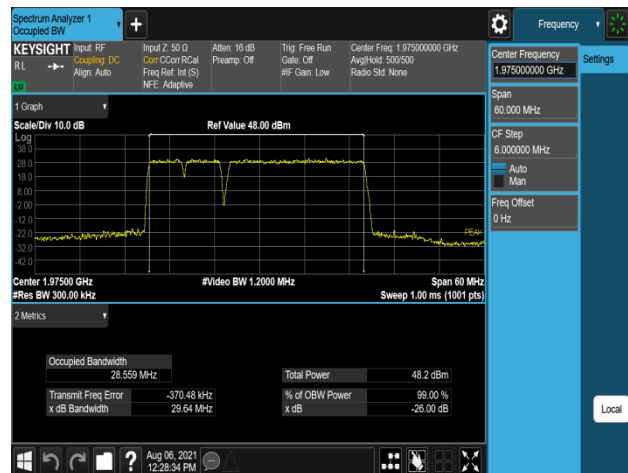 Spectrum Analyzer 1
Occupied BW
Frequency
KEYSIGHT
RL
Input: RF
Coupling: DC
Align: Auto
Input Z: 50 Ω
Corr CCorr RCal
Freq Ref: Int (S)
NFE: Adaptive
Atten: 16 dB
Preamp: Off
Trig: Free Run
Gate: Off
#IF Gain: Low
Center Freq: 1.975000000 GHz
Avg|Hold: 500/500
Radio Std: None
Center Frequency
1.975000000 GHz
Settings
Span
60.000 MHz
CF Step
6.000000 MHz
Auto
Man
Freq Offset
0 Hz
Local
1 Graph
Scale/Div 10.0 dB
Ref Value 48.00 dBm
Log
38.0
28.0
18.0
8.00
-2.00
-12.0
-22.0
-32.0
-42.0
PEAK
Center 1.97500 GHz
#Video BW 1.2000 MHz
Span 60 MHz
#Res BW 300.00 kHz
Sweep 1.00 ms (1001 pts)
2 Metrics
Occupied Bandwidth
28.559 MHz
Total Power
48.2 dBm
Transmit Freq Error
-370.48 kHz
% of OBW Power
99.00 %
x dB Bandwidth
29.64 MHz
x dB
-26.00 dB
?
Aug 06, 2021
12:28:34 PM